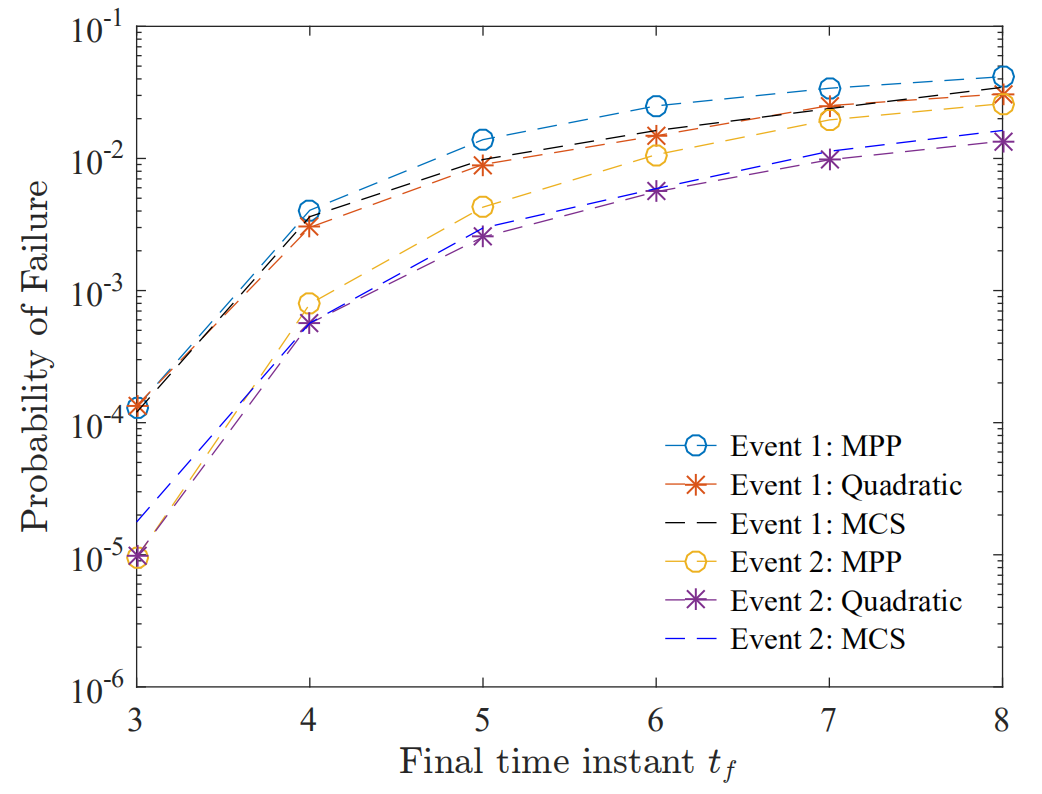 10^-1
10^-2
10^-3
10^-4
10^-5
10^-6
Probability of Failure
Event 1: MPP
Event 1: Quadratic
Event 1: MCS
Event 2: MPP
Event 2: Quadratic
Event 2: MCS
3 4 5 6 7 8
Final time instant t_f